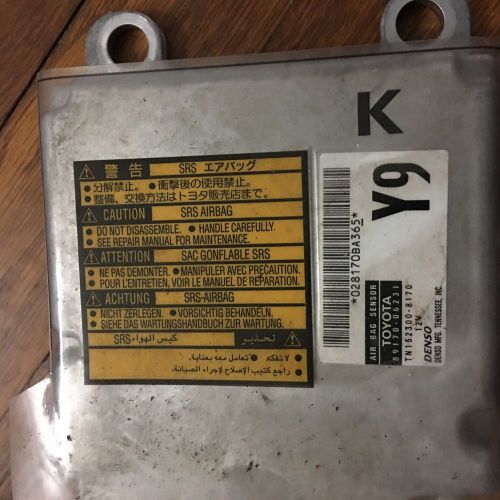 K
警告 SRS エアバッグ
●分解禁止。●衝撃後の使用禁止。
●整備、交換方法はトヨタ販売店まで。
CAUTION SRS AIRBAG
● DO NOT DISASSEMBLE. ● HANDLE CAREFULLY.
● SEE REPAIR MANUAL FOR MAINTENANCE.
ATTENTION SAC GONFLABLE SRS
● NE PAS DEMONTER. ● MANIPULER AVEC PRÉCAUTION.
● POUR L'ENTRETIEN, VOIR LE MANUEL DE RÉPARATION.
ACHTUNG SRS-AIRBAG
● NICHT ZERLEGEN. ● VORSICHTIG BEHANDELN.
● SIEHE DAS WARTUNGSHANDBUCH ZUR WARTUNG.
تحذير كيس الهواء SRS
● لا تفكه ● تعامل معه بعناية.
● راجع كتيب الإصلاح لإجراء الصيانة.
Y9
*028170BA365*
AIR BAG SENSOR
TOYOTA
89170-06231
TN152300-8170
12V
DENSO
DENSO MFG. TENNESSEE, INC.